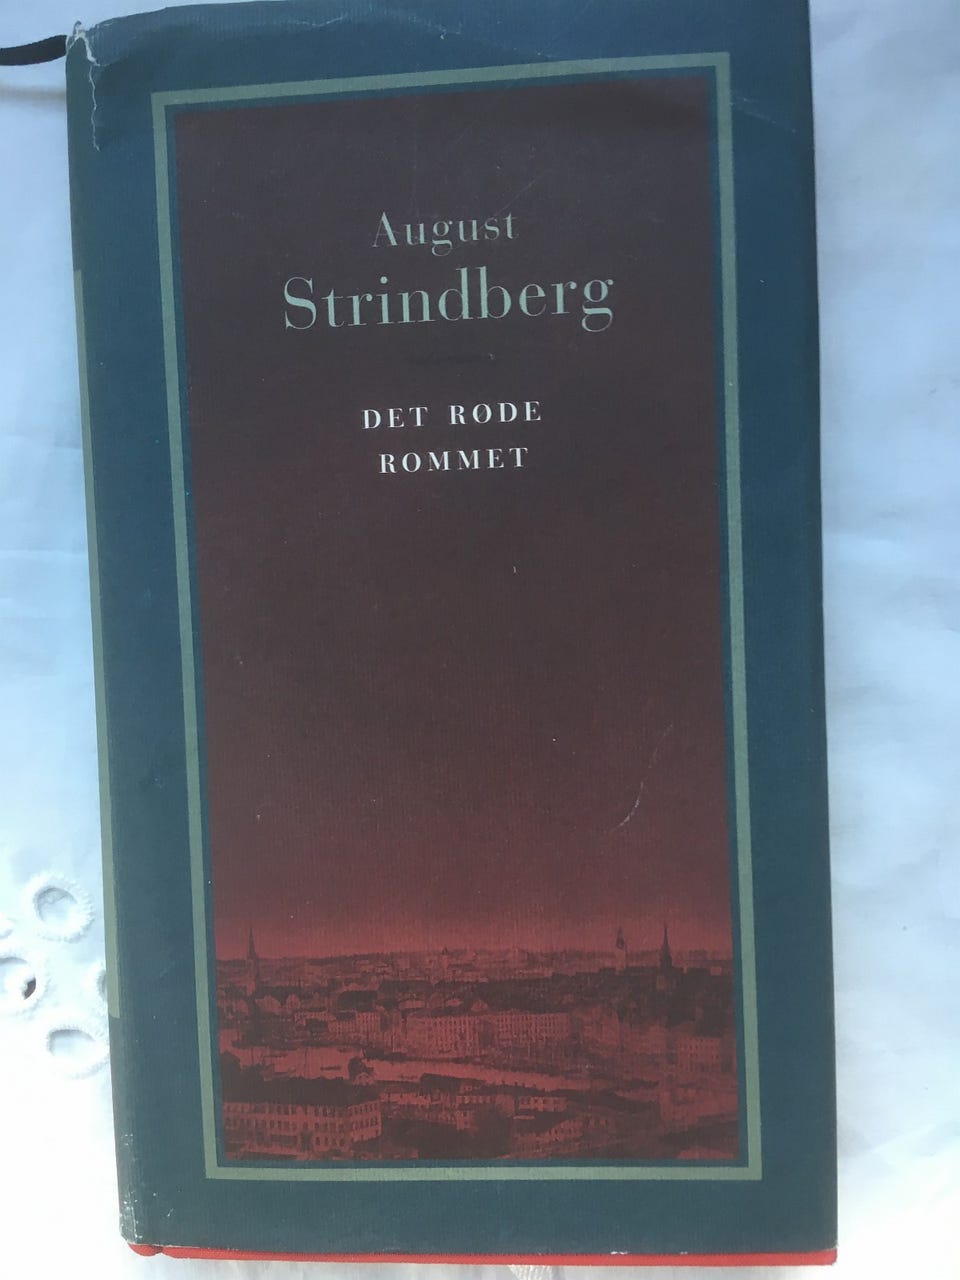 August
Strindberg
DET RØDE
ROMMET